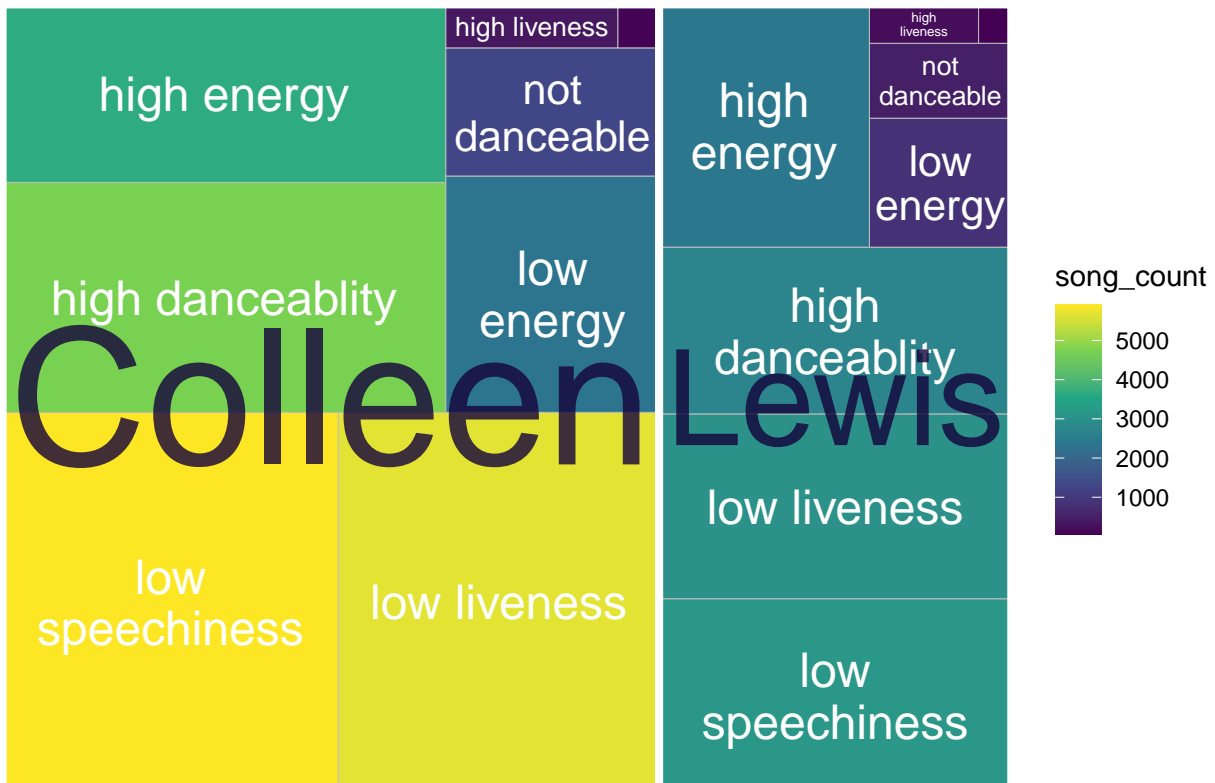 high energy
high liveness
not
danceable
high danceablity
low
energy
Colleen
low
speechiness
low liveness
high
energy
high
liveness
not
danceable
low
energy
high
danceablity
Lewis
low liveness
low
speechiness
song_count
5000
4000
3000
2000
1000